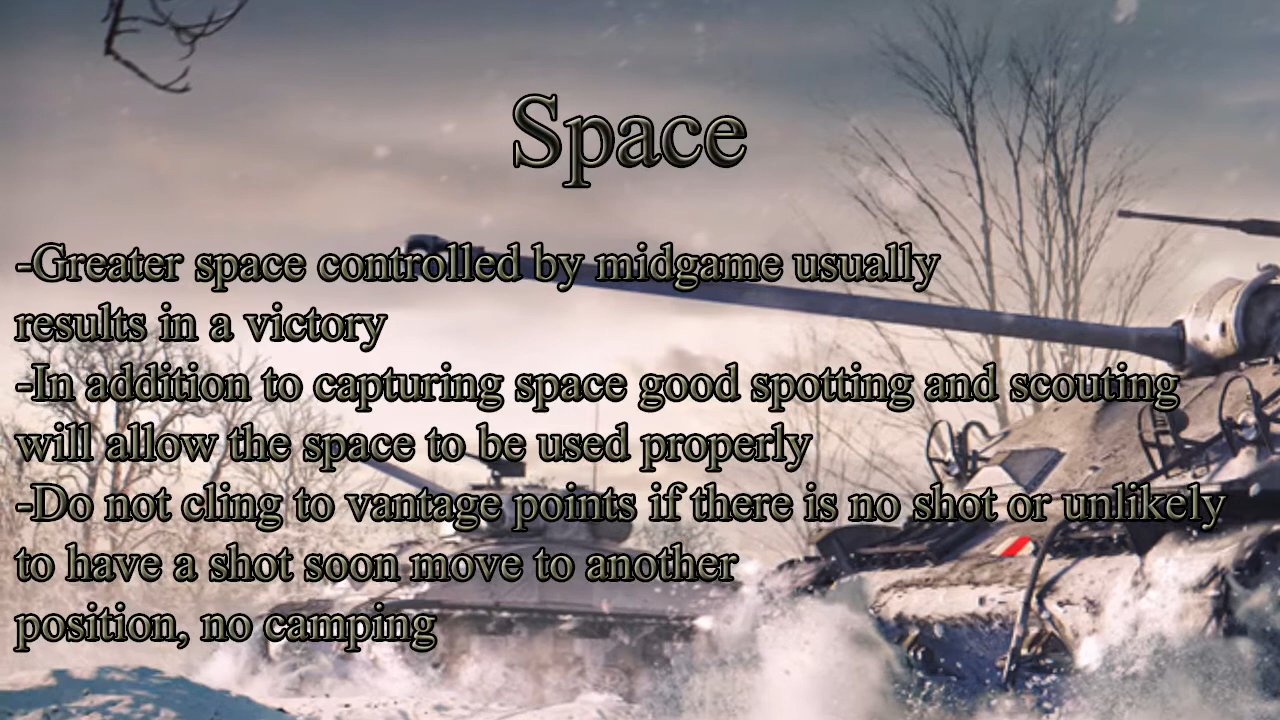 Space
-Greater space controlled by midgame usually
results in a victory
-In addition to capturing space good spotting and scouting
will allow the space to be used properly
-Do not cling to vantage points if there is no shot or unlikely
to have a shot soon move to another
position, no camping